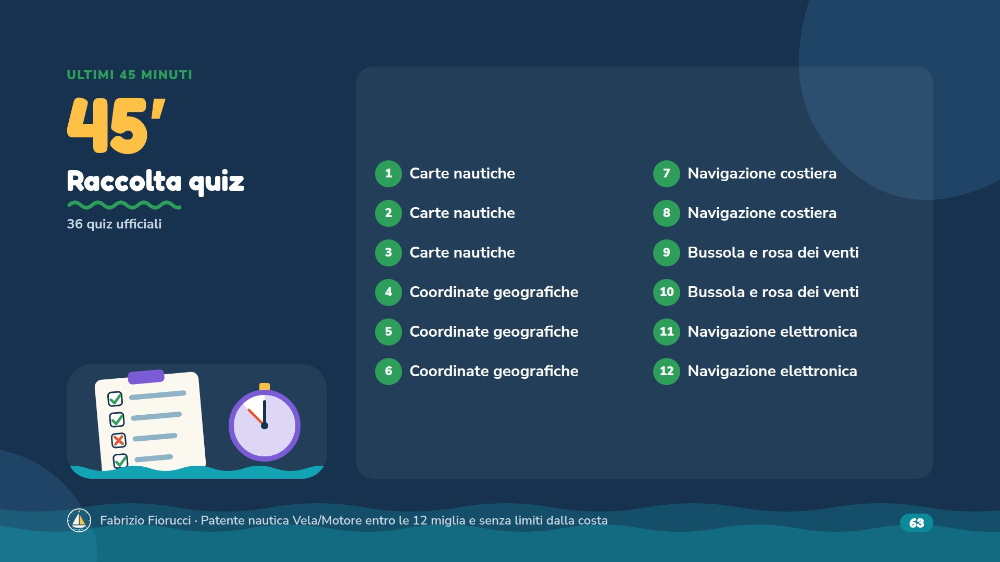 ULTIMI 45 MINUTI
45′
Raccolta quiz
36 quiz ufficiali
1 Carte nautiche
2 Carte nautiche
3 Carte nautiche
4 Coordinate geografiche
5 Coordinate geografiche
6 Coordinate geografiche
7 Navigazione costiera
8 Navigazione costiera
9 Bussola e rosa dei venti
10 Bussola e rosa dei venti
11 Navigazione elettronica
12 Navigazione elettronica
Fabrizio Fiorucci · Patente nautica Vela/Motore entro le 12 miglia e senza limiti dalla costa
63